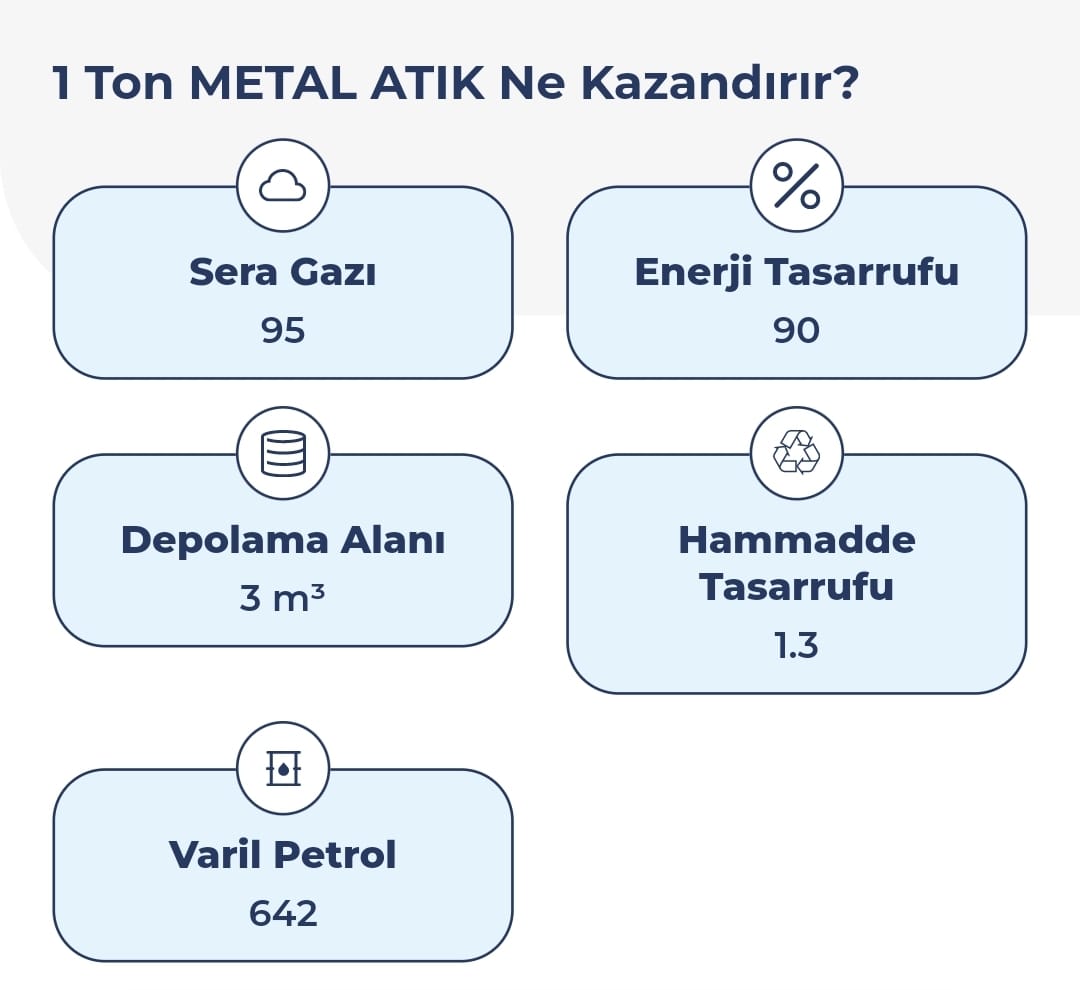 1 Ton METAL ATIK Ne Kazandırır?
Sera Gazı
95
Enerji Tasarrufu
90
Depolama Alanı
3 m³
Hammadde
Tasarrufu
1.3
Varil Petrol
642